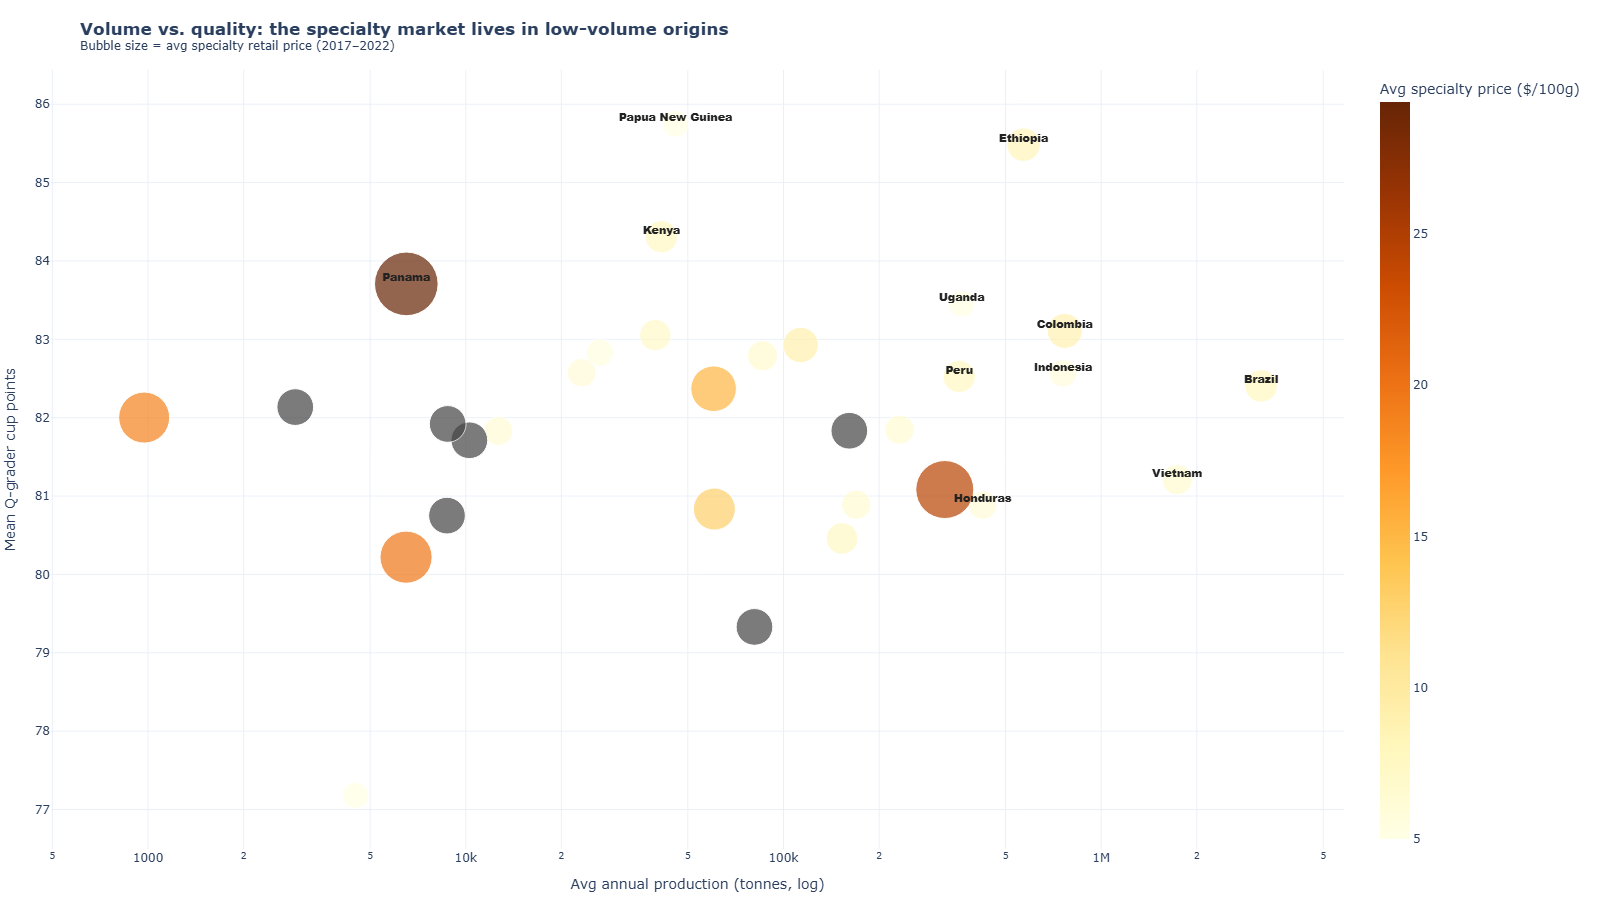 Volume vs. quality: the specialty market lives in low-volume origins
Bubble size = avg specialty retail price (2017–2022)
Avg specialty price ($/100g)
25
20
15
10
5
Mean Q-grader cup points
86
85
84
83
82
81
80
79
78
77
Papua New Guinea
Ethiopia
Kenya
Panama
Uganda
Colombia
Peru
Indonesia
Brazil
Vietnam
Honduras
5
1000
2
5
10k
2
5
100k
2
5
1M
2
5
Avg annual production (tonnes, log)